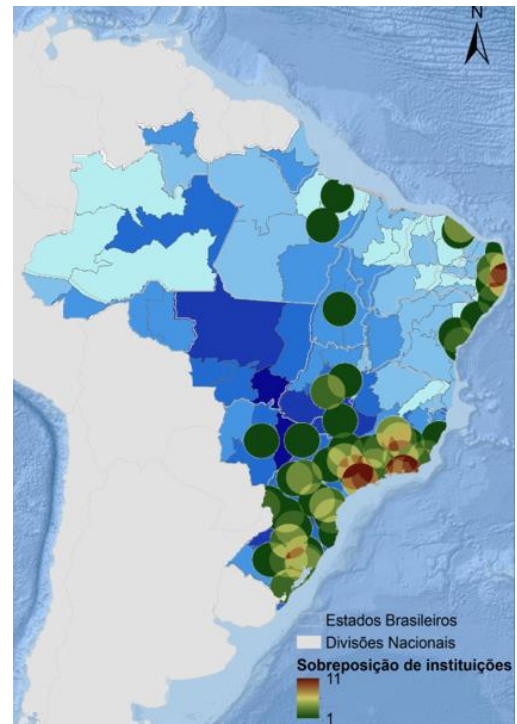 N
Estados Brasileiros
Divisões Nacionais
Sobreposição de instituições
11
1